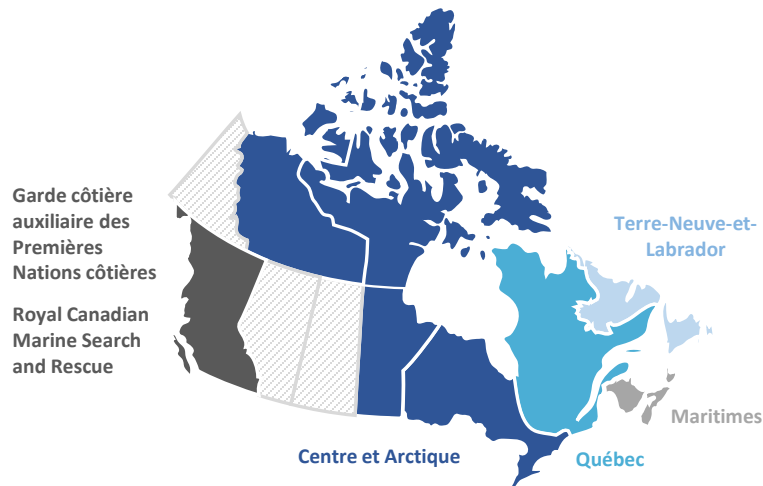 Garde côtière
auxiliaire des
Premières
Nations côtières
Royal Canadian
Marine Search
and Rescue
Terre-Neuve-et-
Labrador
Maritimes
Centre et Arctique
Québec